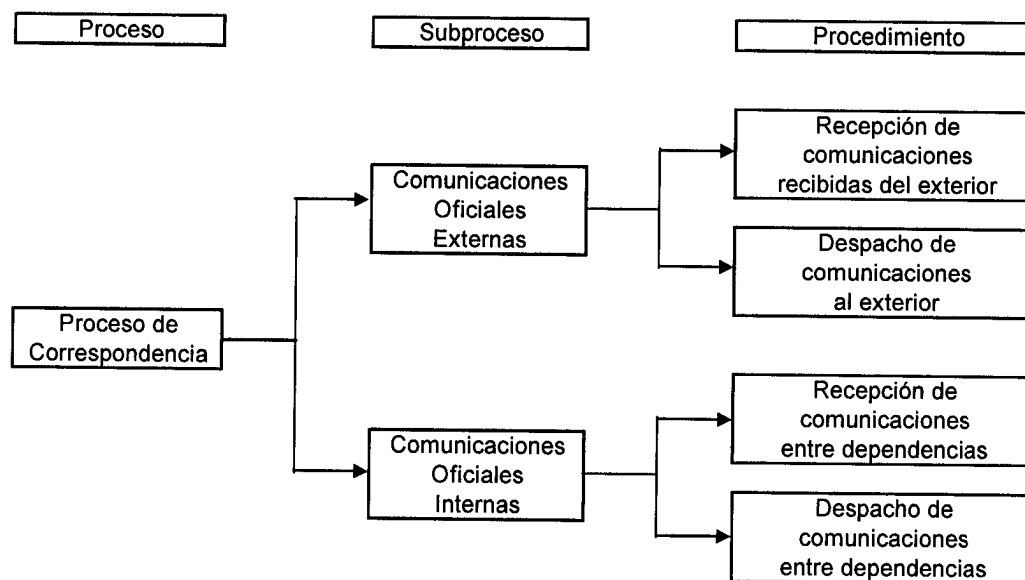 Proceso
Subproceso
Procedimiento
Recepción de
comunicaciones
recibidas del exterior
Comunicaciones
Oficiales
Externas
Despacho de
comunicaciones
al exterior
Proceso de
Correspondencia
Recepción de
comunicaciones
entre dependencias
Comunicaciones
Oficiales
Internas
Despacho de
comunicaciones
entre dependencias